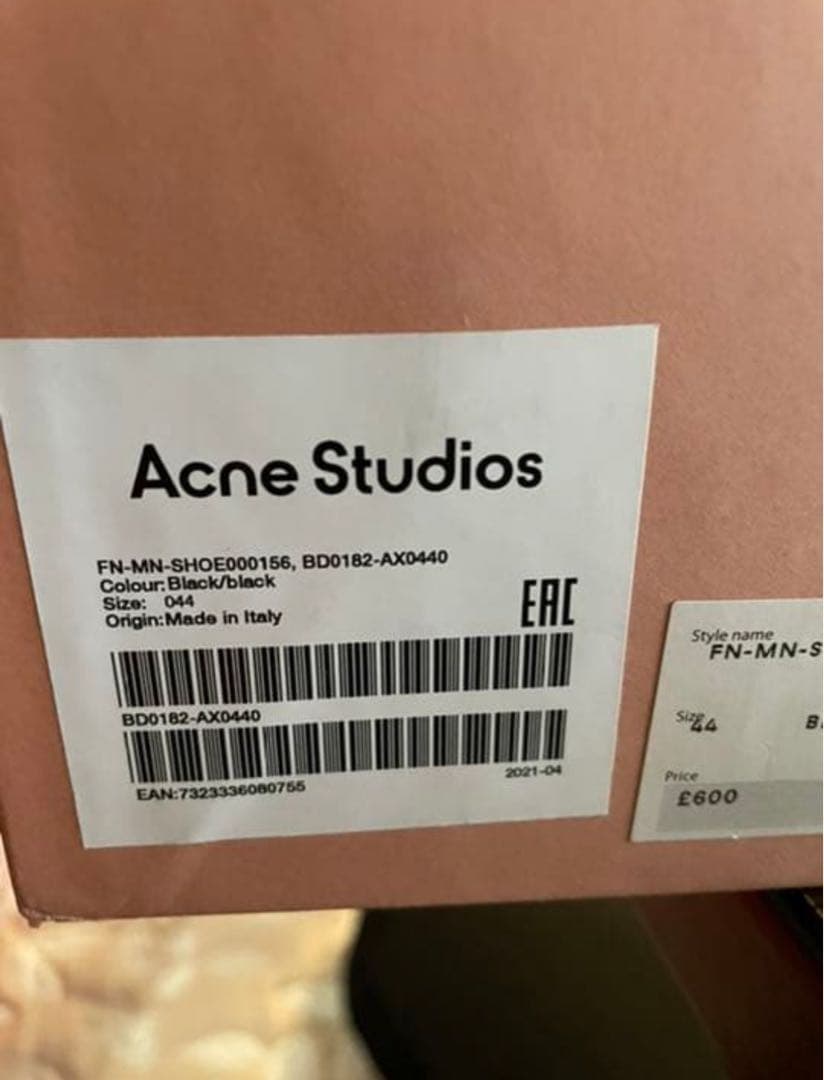 Acne Studios
FN-MN-SHOE000156, BD0182-AX0440
Colour:Black/black
Size: 044
Origin:Made in Italy
EAC
BD0182-AX0440
2021-04
EAN:7323336080755
Style name
FN-MN-S
Size
44
B
Price
£600